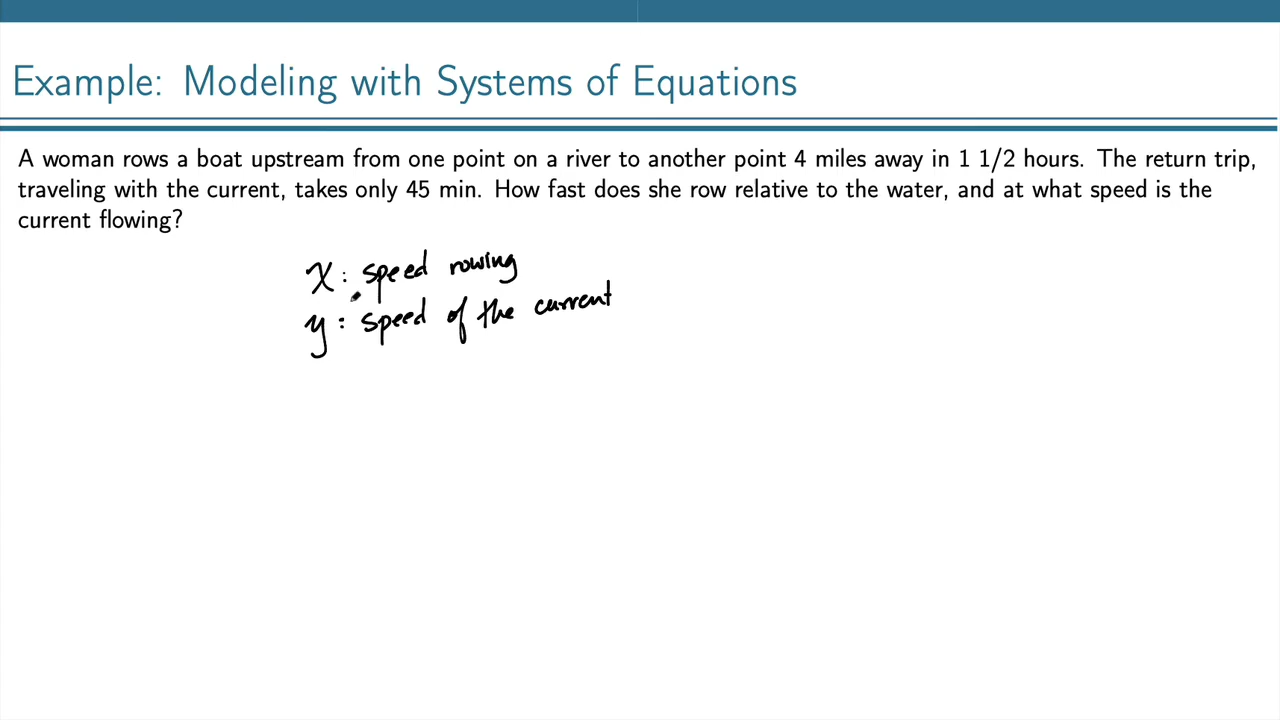 Example: Modeling with Systems of Equations
A woman rows a boat upstream from one point on a river to another point 4 miles away in 1 1/2 hours. The return trip,
traveling with the current, takes only 45 min. How fast does she row relative to the water, and at what speed is the
current flowing?
x: speed rowing
y: speed of the current